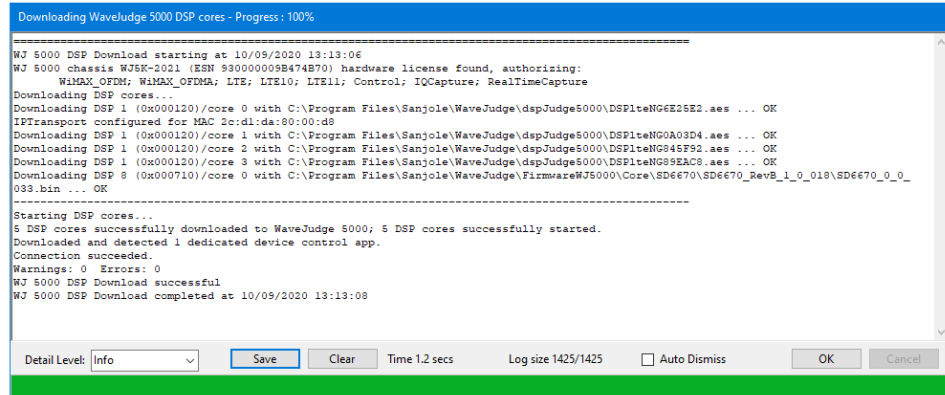 Downloading WaveJudge 5000 DSP cores - Progress : 100%
WJ 5000 DSP Download starting at 10/09/2020 13:13:06
WJ 5000 chassis WJ5K-2021 (ESN 930000009B474B70) hardware license found, authorizing:
WiMAX_OFDM; WiMAX_OFDMA; LTE; LTE10; LTE11; Control; IQCapture; RealTimeCapture
Downloading DSP cores...
Downloading DSP 1 (0x000120)/core 0 with C:\Program Files\Sanjole\WaveJudge\dspJudge5000\DSPlteNG6E25E2.aes ... OK
IPTransport configured for MAC 2c:d1:da:80:00:d8
Downloading DSP 1 (0x000120)/core 1 with C:\Program Files\Sanjole\WaveJudge\dspJudge5000\DSPlteNG0A03D4.aes ... OK
Downloading DSP 1 (0x000120)/core 2 with C:\Program Files\Sanjole\WaveJudge\dspJudge5000\DSPlteNG845F92.aes ... OK
Downloading DSP 1 (0x000120)/core 3 with C:\Program Files\Sanjole\WaveJudge\dspJudge5000\DSPlteNG89EAC8.aes ... OK
Downloading DSP 8 (0x000710)/core 0 with C:\Program Files\Sanjole\WaveJudge\FirmwareWJ5000\Core\SD6670\SD6670_RevB_1_0_018\SD6670_0_0_
033.bin ... OK
Starting DSP cores...
5 DSP cores successfully downloaded to WaveJudge 5000; 5 DSP cores successfully started.
Downloaded and detected 1 dedicated device control app.
Connection succeeded.
Warnings: 0  Errors: 0
WJ 5000 DSP Download successful
WJ 5000 DSP Download completed at 10/09/2020 13:13:08
Detail Level: Info Save Clear Time 1.2 secs Log size 1425/1425 Auto Dismiss OK Cancel